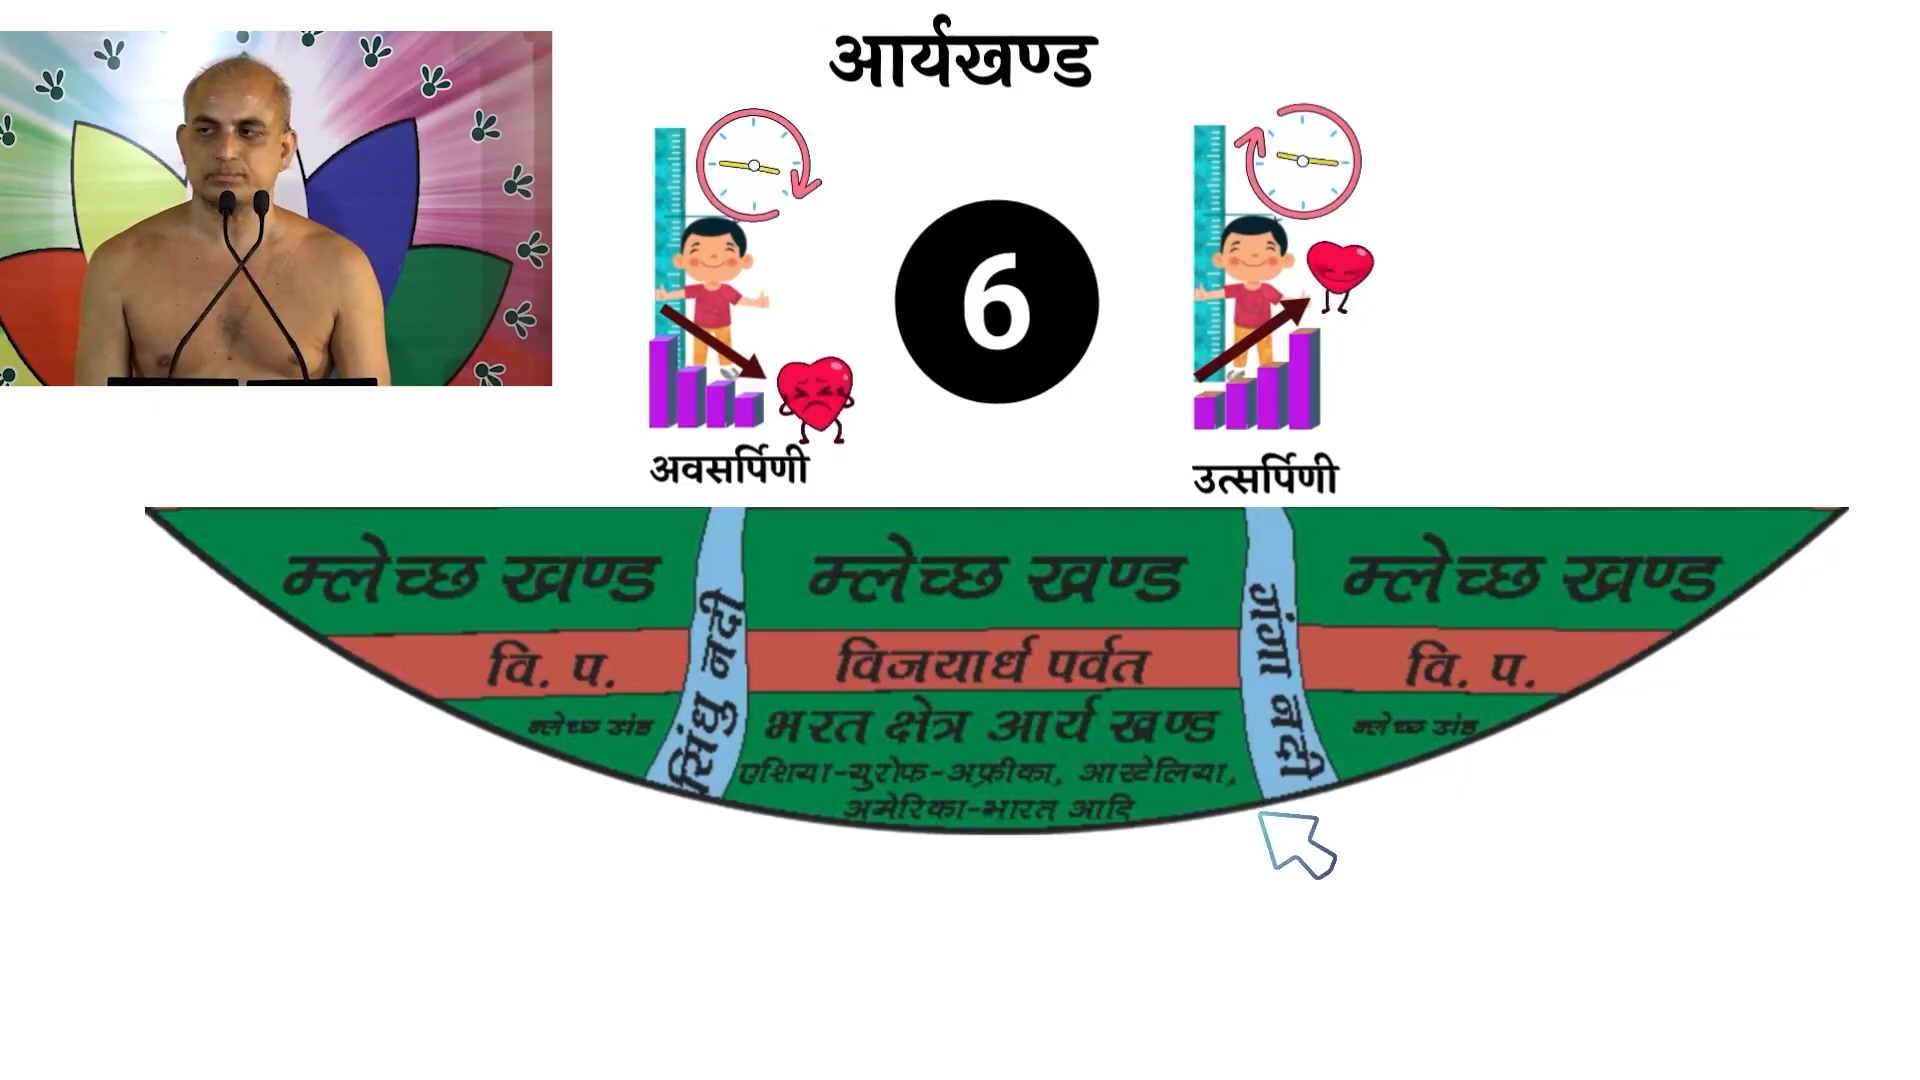 आर्यखण्ड
6
अवसर्पिणी
उत्सर्पिणी
म्लेच्छ खण्ड
म्लेच्छ खण्ड
म्लेच्छ खण्ड
सिंधु नदी
गंगा नदी
वि. प.
विजयार्ध पर्वत
वि. प.
म्लेच्छ खंड
भरत क्षेत्र आर्य खण्ड
म्लेच्छ खंड
एशिया-युरोफ-अफ्रीका, आस्टेलिया,
अमेरिका-भारत आदि